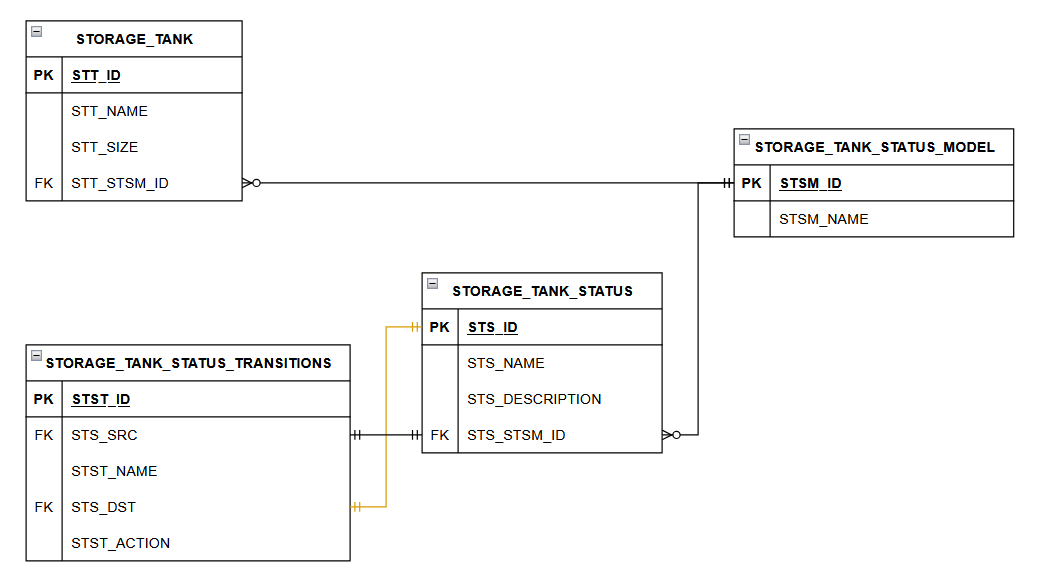 STORAGE_TANK
PK STT_ID
STT_NAME
STT_SIZE
FK STT_STSM_ID
STORAGE_TANK_STATUS_MODEL
PK STSM_ID
STSM_NAME
STORAGE_TANK_STATUS
PK STS_ID
STS_NAME
STS_DESCRIPTION
FK STS_STSM_ID
STORAGE_TANK_STATUS_TRANSITIONS
PK STST_ID
FK STS_SRC
STST_NAME
FK STS_DST
STST_ACTION